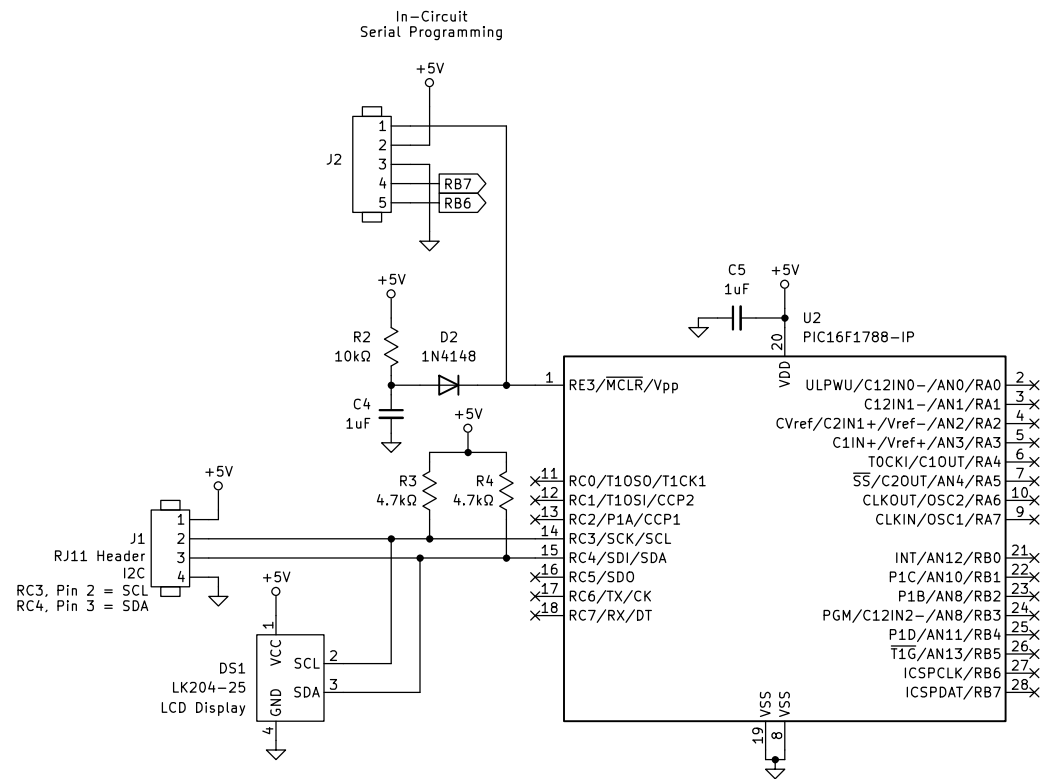 In-Circuit
Serial Programming
+5V
J2
1
2
3
4
5
RB7
RB6
+5V
R2
10kΩ
D2
1N4148
C4
1uF
C5
1uF
+5V
U2
PIC16F1788-IP
20
VDD
1
RE3/MCLR/Vpp
11
RC0/T1OSO/T1CK1
12
RC1/T1OSI/CCP2
13
RC2/P1A/CCP1
14
RC3/SCK/SCL
15
RC4/SDI/SDA
16
RC5/SDO
17
RC6/TX/CK
18
RC7/RX/DT
ULPWU/C12IN0-/AN0/RA0
2
C12IN1-/AN1/RA1
3
CVref/C2IN1+/Vref-/AN2/RA2
4
C1IN+/Vref+/AN3/RA3
5
T0CKI/C1OUT/RA4
6
SS/C2OUT/AN4/RA5
7
CLKOUT/OSC2/RA6
10
CLKIN/OSC1/RA7
9
INT/AN12/RB0
21
P1C/AN10/RB1
22
P1B/AN8/RB2
23
PGM/C12IN2-/AN8/RB3
24
P1D/AN11/RB4
25
T1G/AN13/RB5
26
ICSPCLK/RB6
27
ICSPDAT/RB7
28
VSS
19
VSS
8
+5V
R3
4.7kΩ
R4
4.7kΩ
+5V
1
2
3
4
J1
RJ11 Header
I2C
RC3, Pin 2 = SCL
RC4, Pin 3 = SDA
+5V
1
VCC
SCL
2
SDA
3
GND
4
DS1
LK204-25
LCD Display